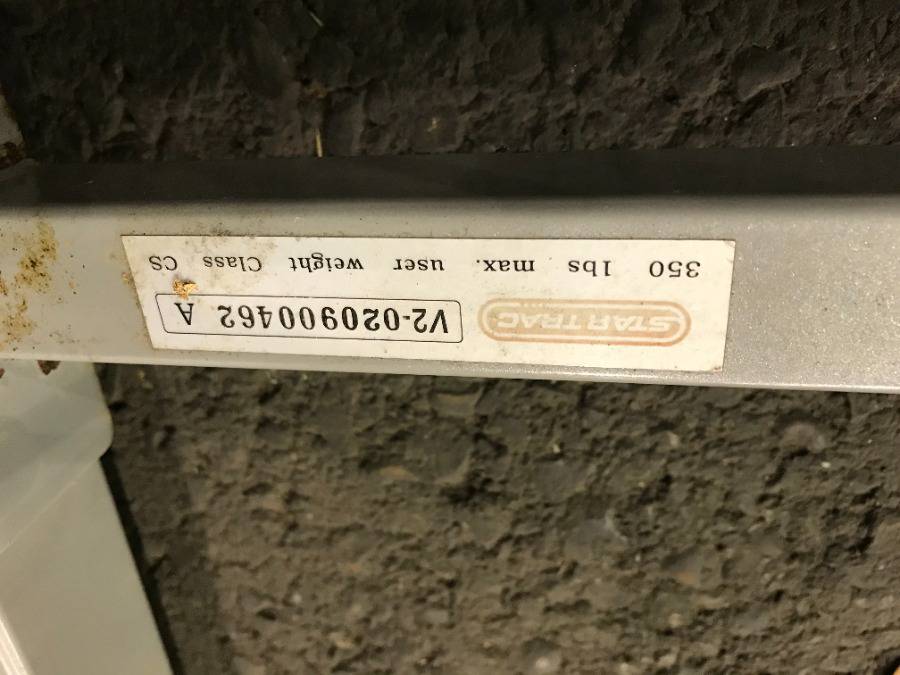 STAR TRAC V2-020900462 A
350 lbs max. user weight Class CS